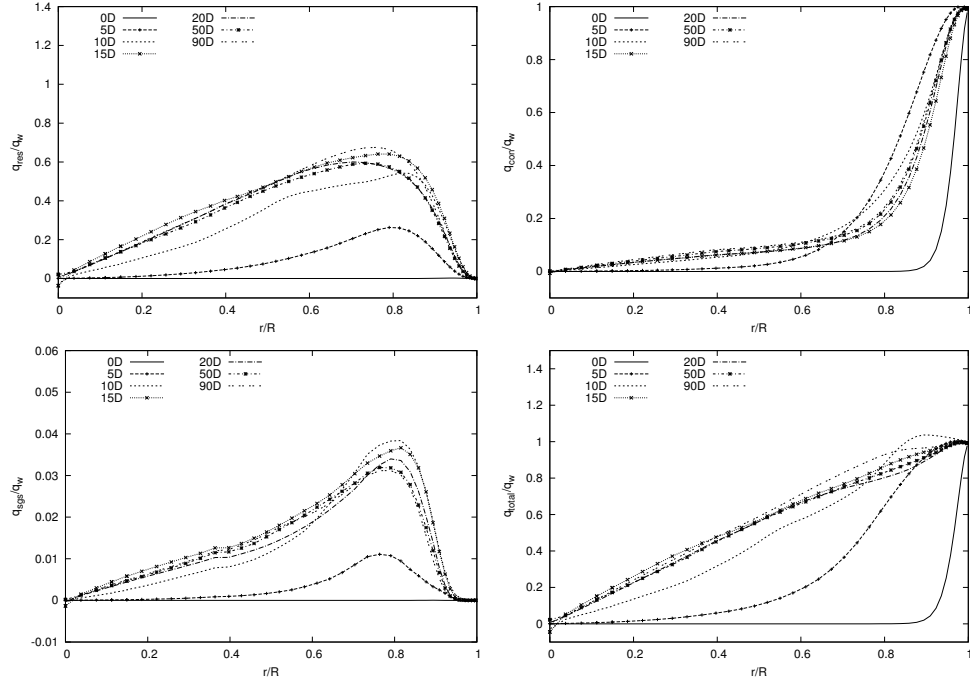 1.4
1.2
1
0.8
0.6
0.4
0.2
0
q_res/q_w
0D
5D
10D
15D
20D
50D
90D
0 0.2 0.4 0.6 0.8 1
r/R
1
0.8
0.6
0.4
0.2
0
q_con/q_w
0D
5D
10D
15D
20D
50D
90D
0 0.2 0.4 0.6 0.8 1
r/R
0.06
0.05
0.04
0.03
0.02
0.01
0
-0.01
q_sgs/q_w
0D
5D
10D
15D
20D
50D
90D
0 0.2 0.4 0.6 0.8 1
r/R
1.4
1.2
1
0.8
0.6
0.4
0.2
0
q_total/q_w
0D
5D
10D
15D
20D
50D
90D
0 0.2 0.4 0.6 0.8 1
r/R